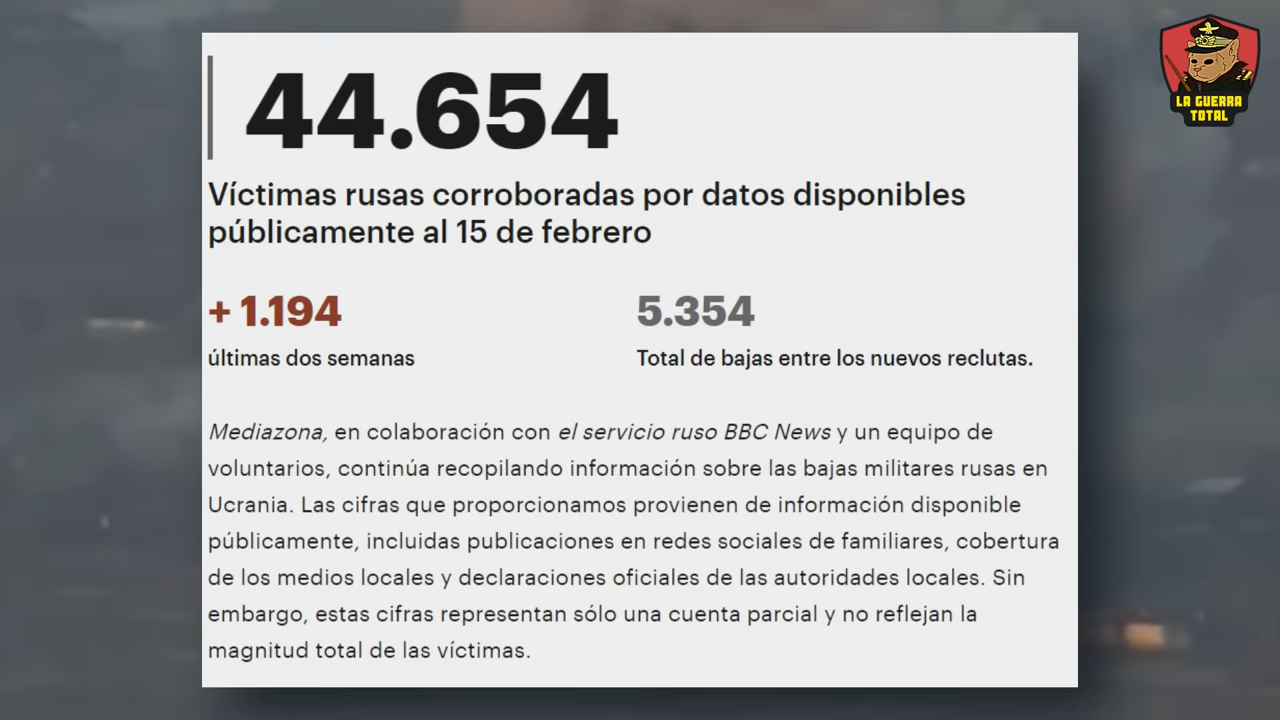 44.654
Víctimas rusas corroboradas por datos disponibles
públicamente al 15 de febrero
+ 1.194
últimas dos semanas
5.354
Total de bajas entre los nuevos reclutas.
Mediazona, en colaboración con el servicio ruso BBC News y un equipo de
voluntarios, continúa recopilando información sobre las bajas militares rusas en
Ucrania. Las cifras que proporcionamos provienen de información disponible
públicamente, incluidas publicaciones en redes sociales de familiares, cobertura
de los medios locales y declaraciones oficiales de las autoridades locales. Sin
embargo, estas cifras representan sólo una cuenta parcial y no reflejan la
magnitud total de las víctimas.
LA GUERRA
TOTAL